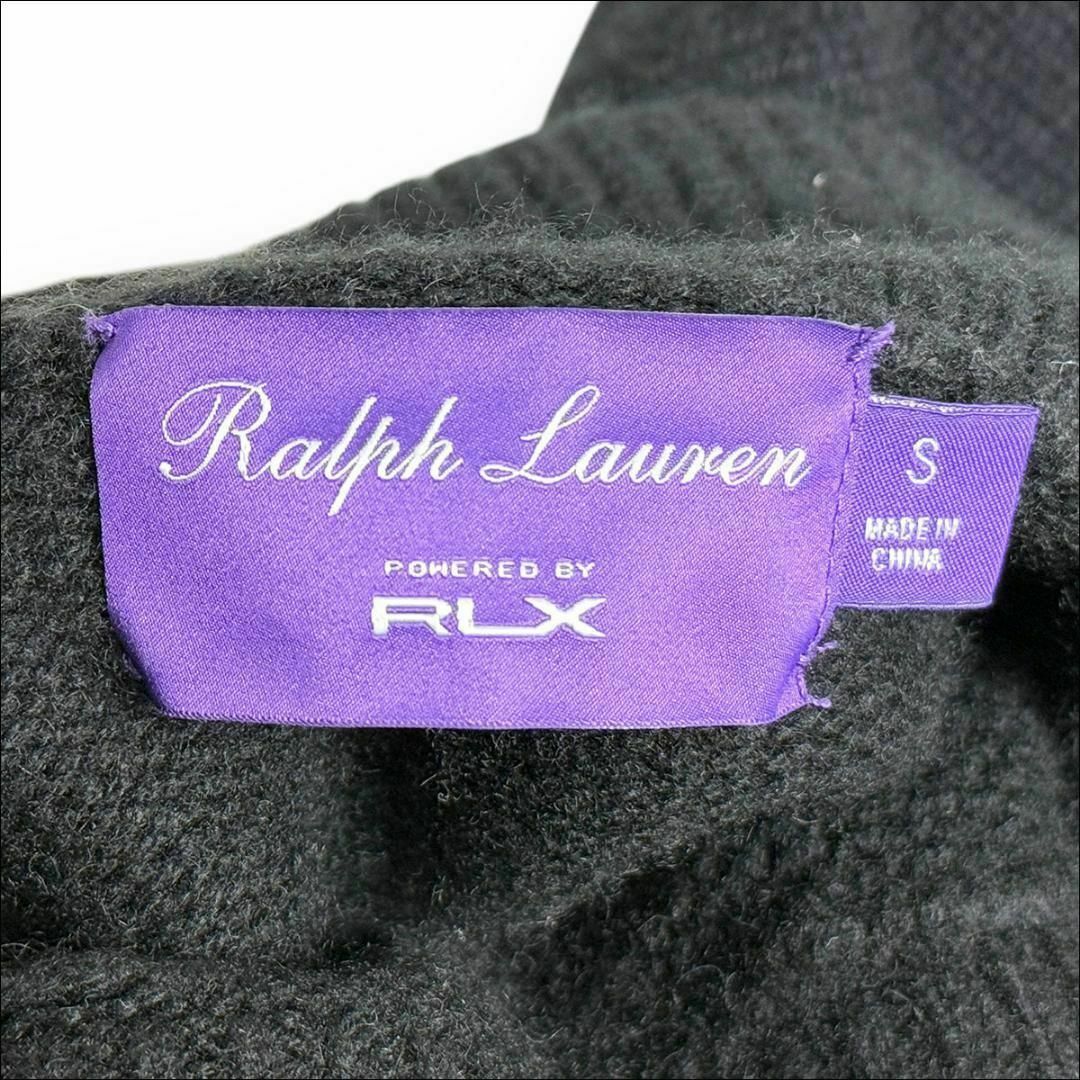 Ralph Lauren
POWERED BY
RLX
S
MADE IN
CHINA